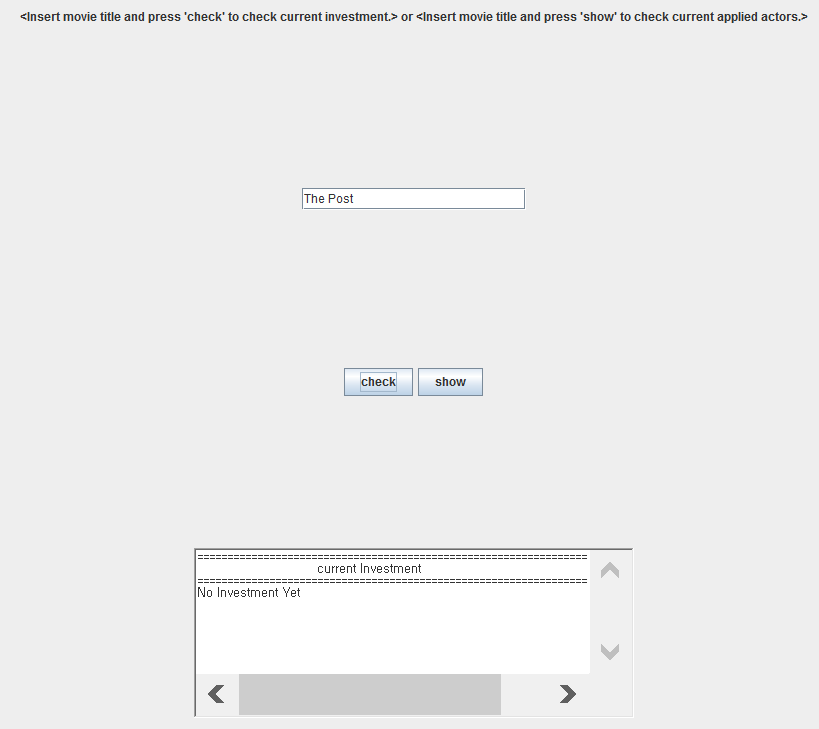 <Insert movie title and press 'check' to check current investment.> or <Insert movie title and press 'show' to check current applied actors.>
The Post
check show
=================================================================
current Investment
=================================================================
No Investment Yet